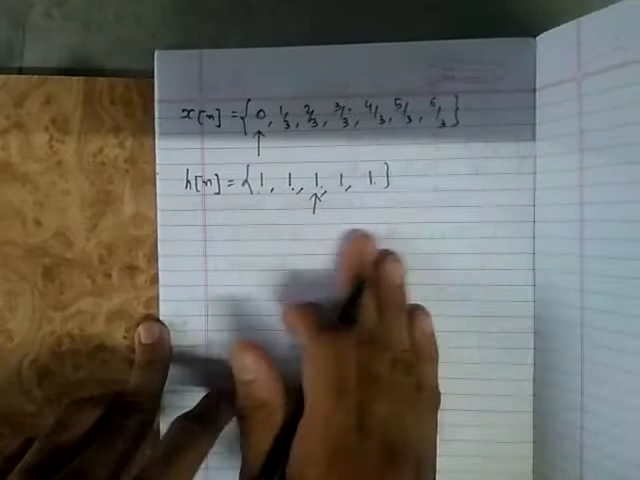 x[n] = { 0, 1/3, 2/3, 3/3, 4/3, 5/3, 6/3 }
↑
h[n] = { 1, 1, 1, 1, 1 }
↑